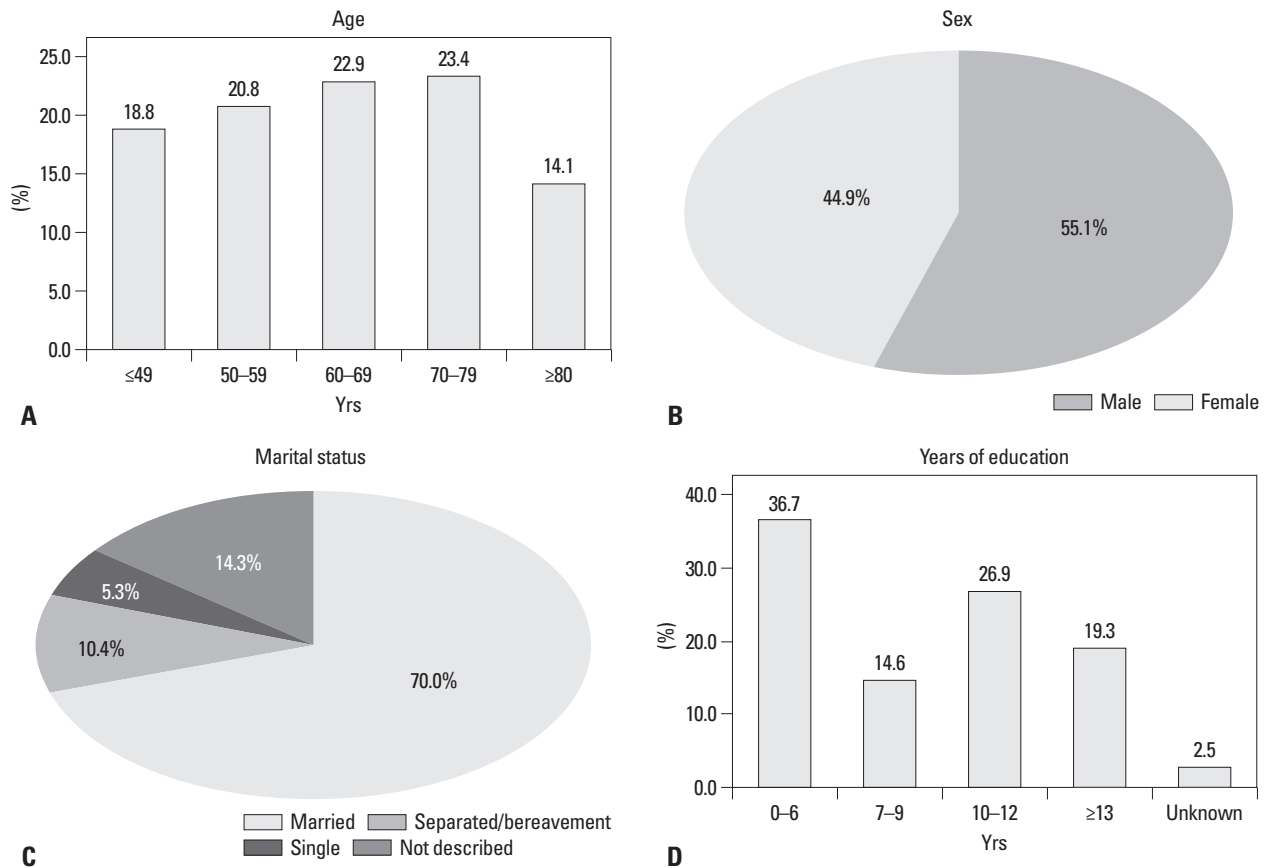 Age
25.0
20.0
15.0
10.0
5.0
0.0
(%)
18.8
20.8
22.9
23.4
14.1
≤49 50–59 60–69 70–79 ≥80
Yrs
A
Sex
44.9%
55.1%
Male Female
B
Marital status
14.3%
5.3%
10.4%
70.0%
Married Separated/bereavement
Single Not described
C
Years of education
40.0
30.0
20.0
10.0
0.0
(%)
36.7
14.6
26.9
19.3
2.5
0–6 7–9 10–12 ≥13 Unknown
Yrs
D